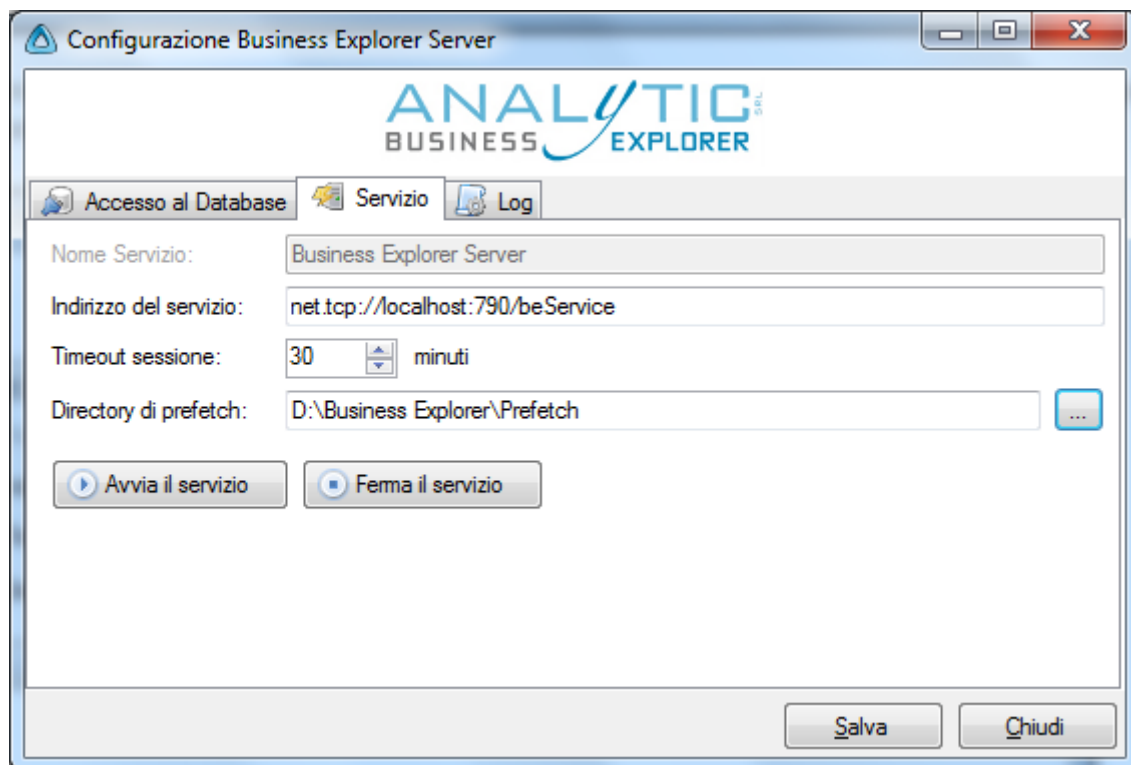 Configurazione Business Explorer Server
ANALYTIC SRL
BUSINESS EXPLORER
Accesso al Database Servizio Log
Nome Servizio: Business Explorer Server
Indirizzo del servizio: net.tcp://localhost:790/beService
Timeout sessione: 30 minuti
Directory di prefetch: D:\Business Explorer\Prefetch ...
Avvia il servizio Ferma il servizio
Salva Chiudi